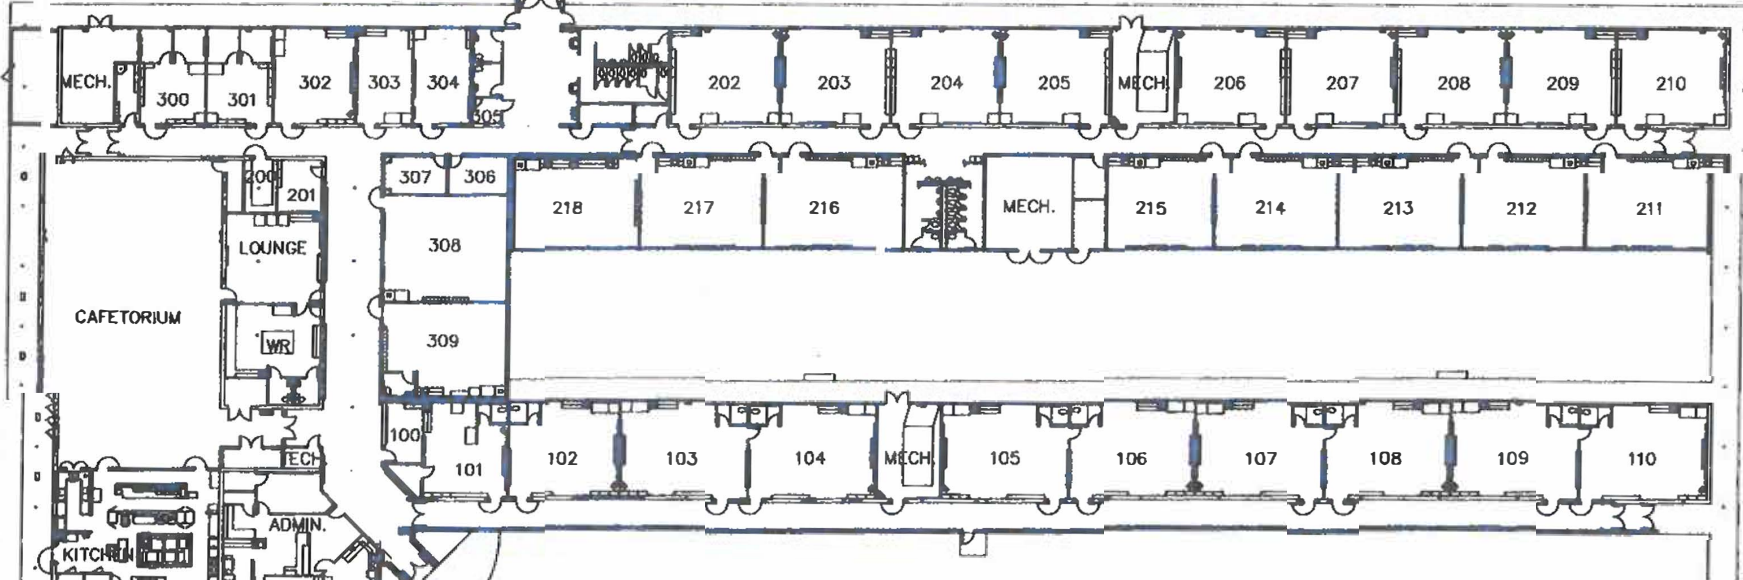 MECH. 300 301 302 303 304 305 202 203 204 205 MECH 206 207 208 209 210
200 201 307 306 218 217 216 MECH. 215 214 213 212 211
LOUNGE 308
CAFETORIUM WR 309
100 101 102 103 104 MECH 105 106 107 108 109 110
TECH
ADMIN.
KITCHEN